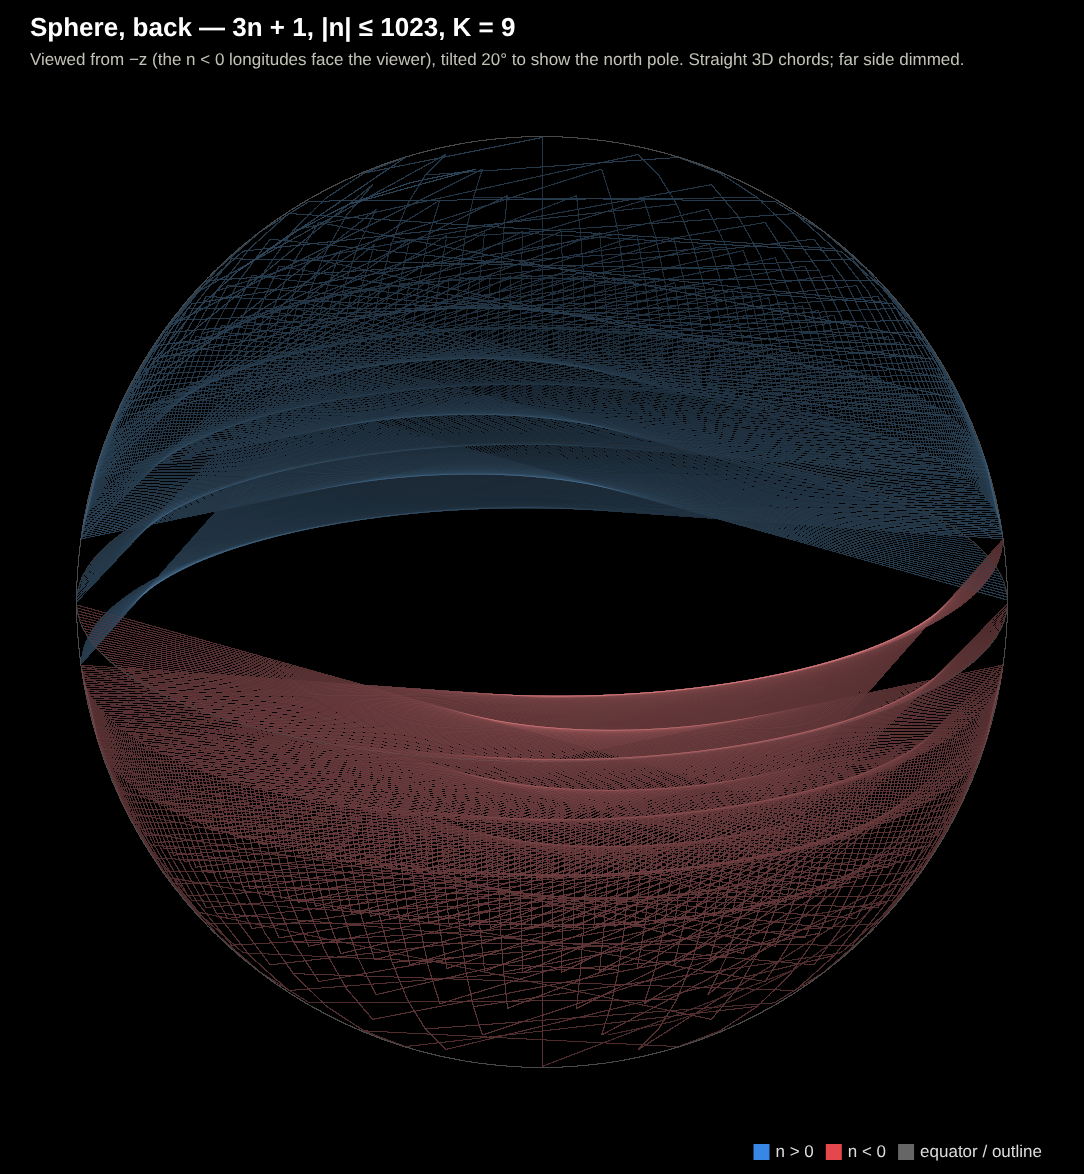 Sphere, back — 3n + 1, |n| ≤ 1023, K = 9
Viewed from −z (the n < 0 longitudes face the viewer), tilted 20° to show the north pole. Straight 3D chords; far side dimmed.
n > 0 n < 0 equator / outline